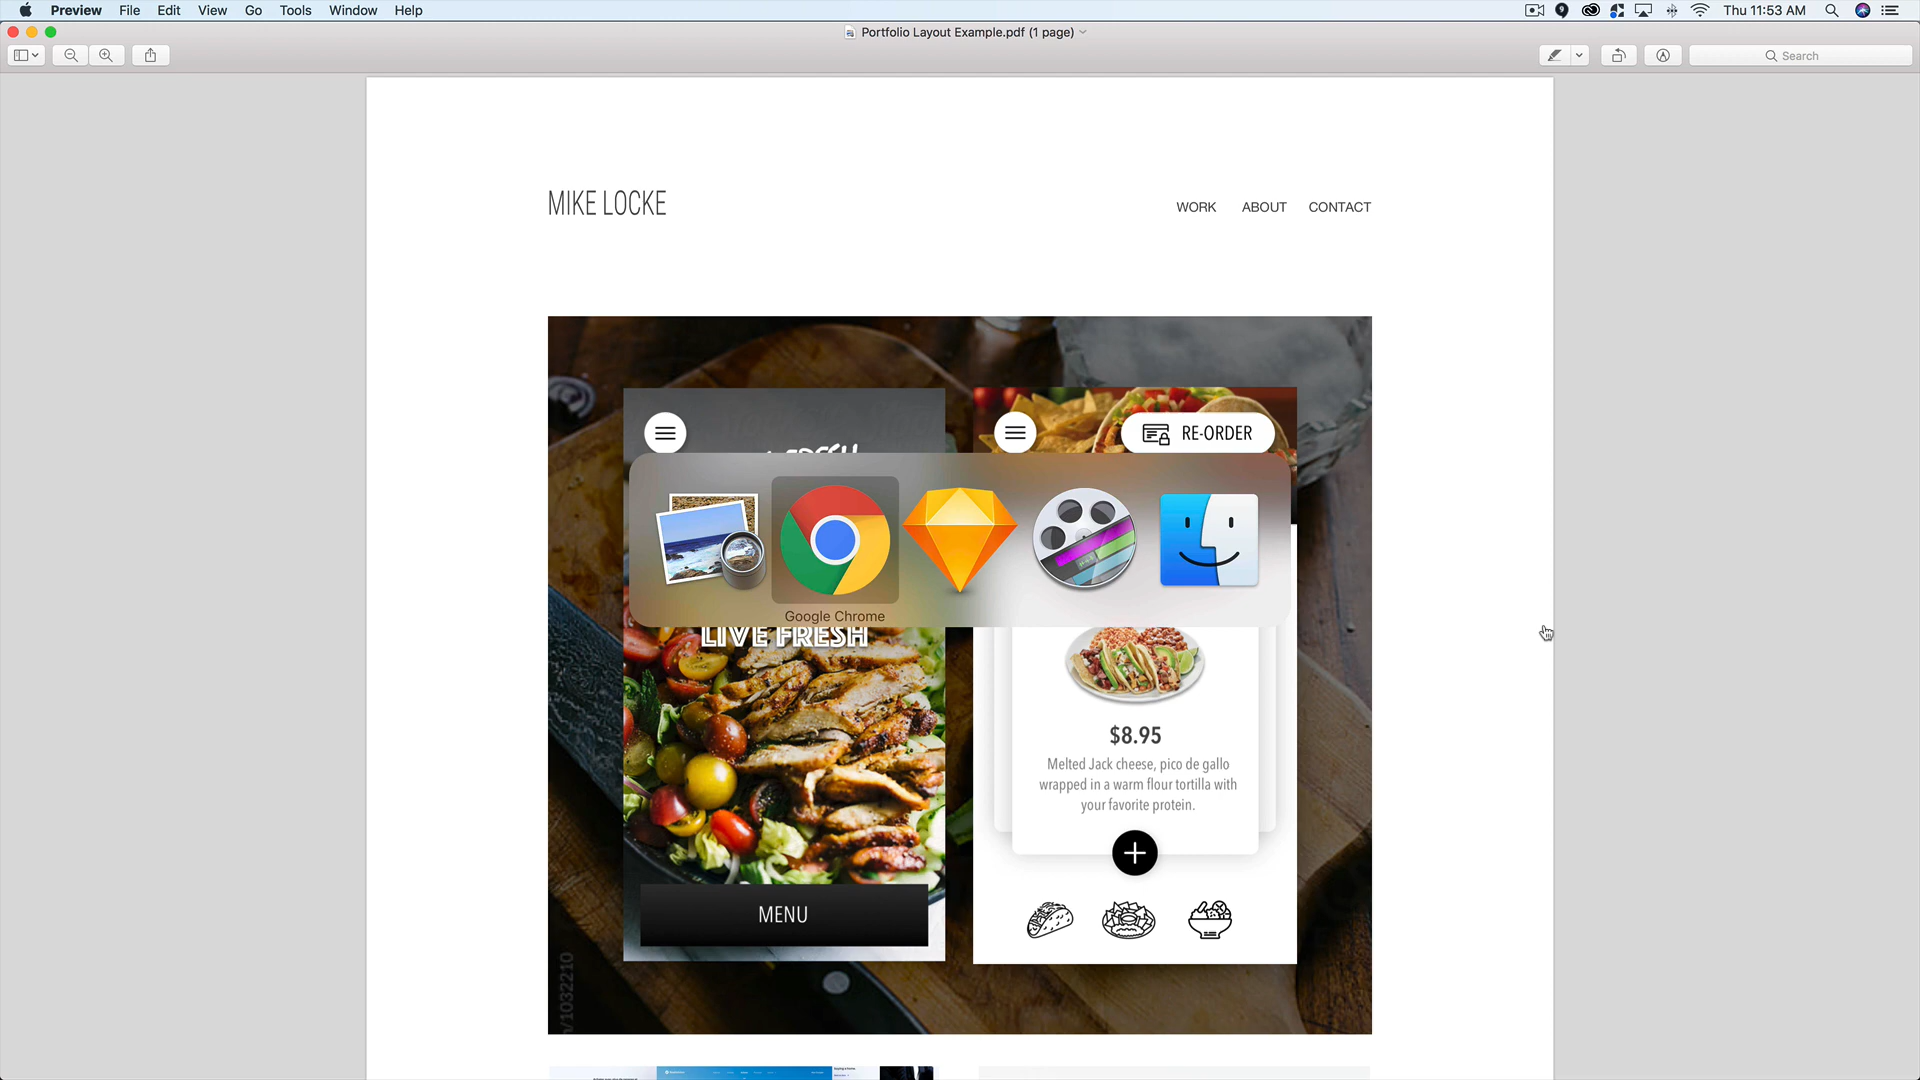 Preview File Edit View Go Tools Window Help Thu 11:53 AM
Portfolio Layout Example.pdf (1 page)
Search
MIKE LOCKE
WORK ABOUT CONTACT
RE-ORDER
Google Chrome
LIVE FRESH
$8.95
Melted Jack cheese, pico de gallo
wrapped in a warm flour tortilla with
your favorite protein.
MENU
/1032210